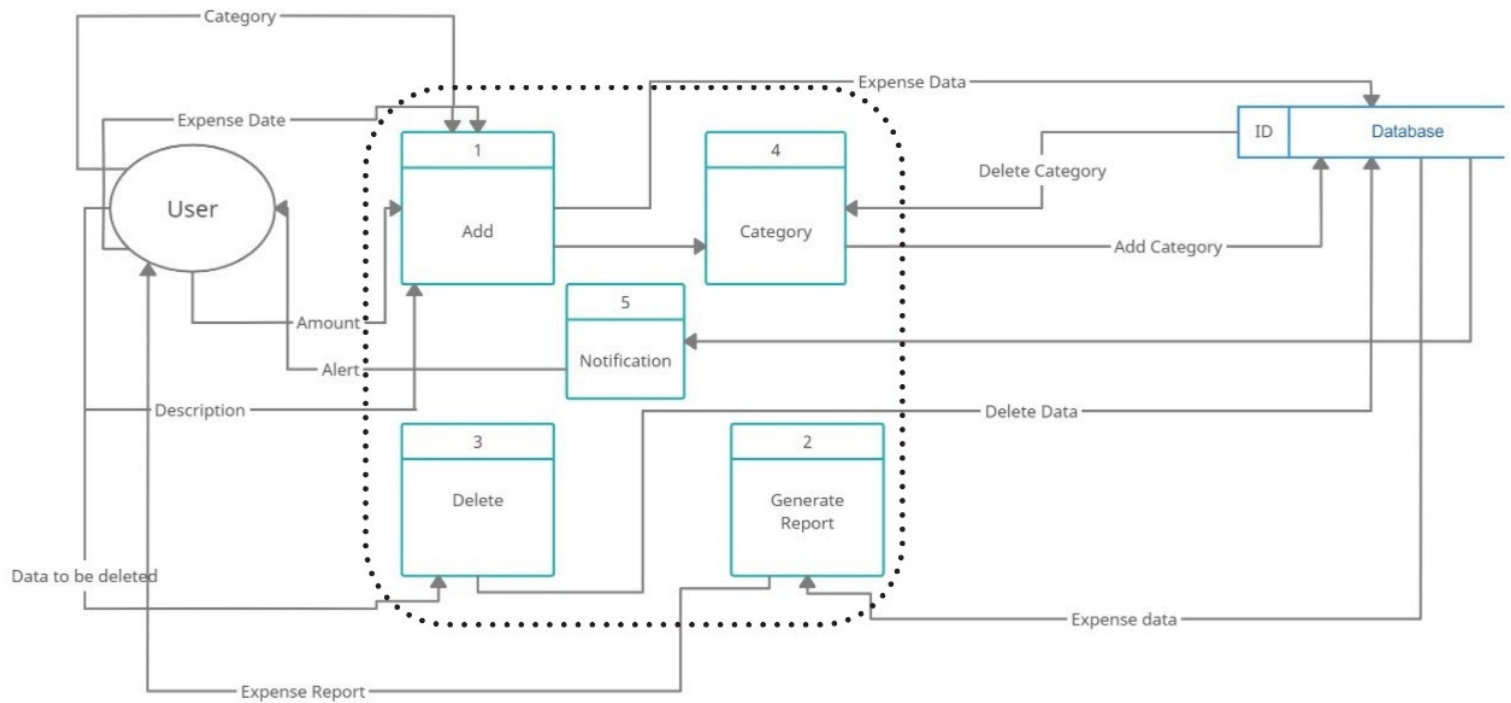 Category
Expense Data
Expense Date
ID
Database
1
4
Delete Category
User
Add
Category
Add Category
5
Amount
Notification
Alert
Description
Delete Data
3
2
Delete
Generate
Report
Data to be deleted
Expense data
Expense Report